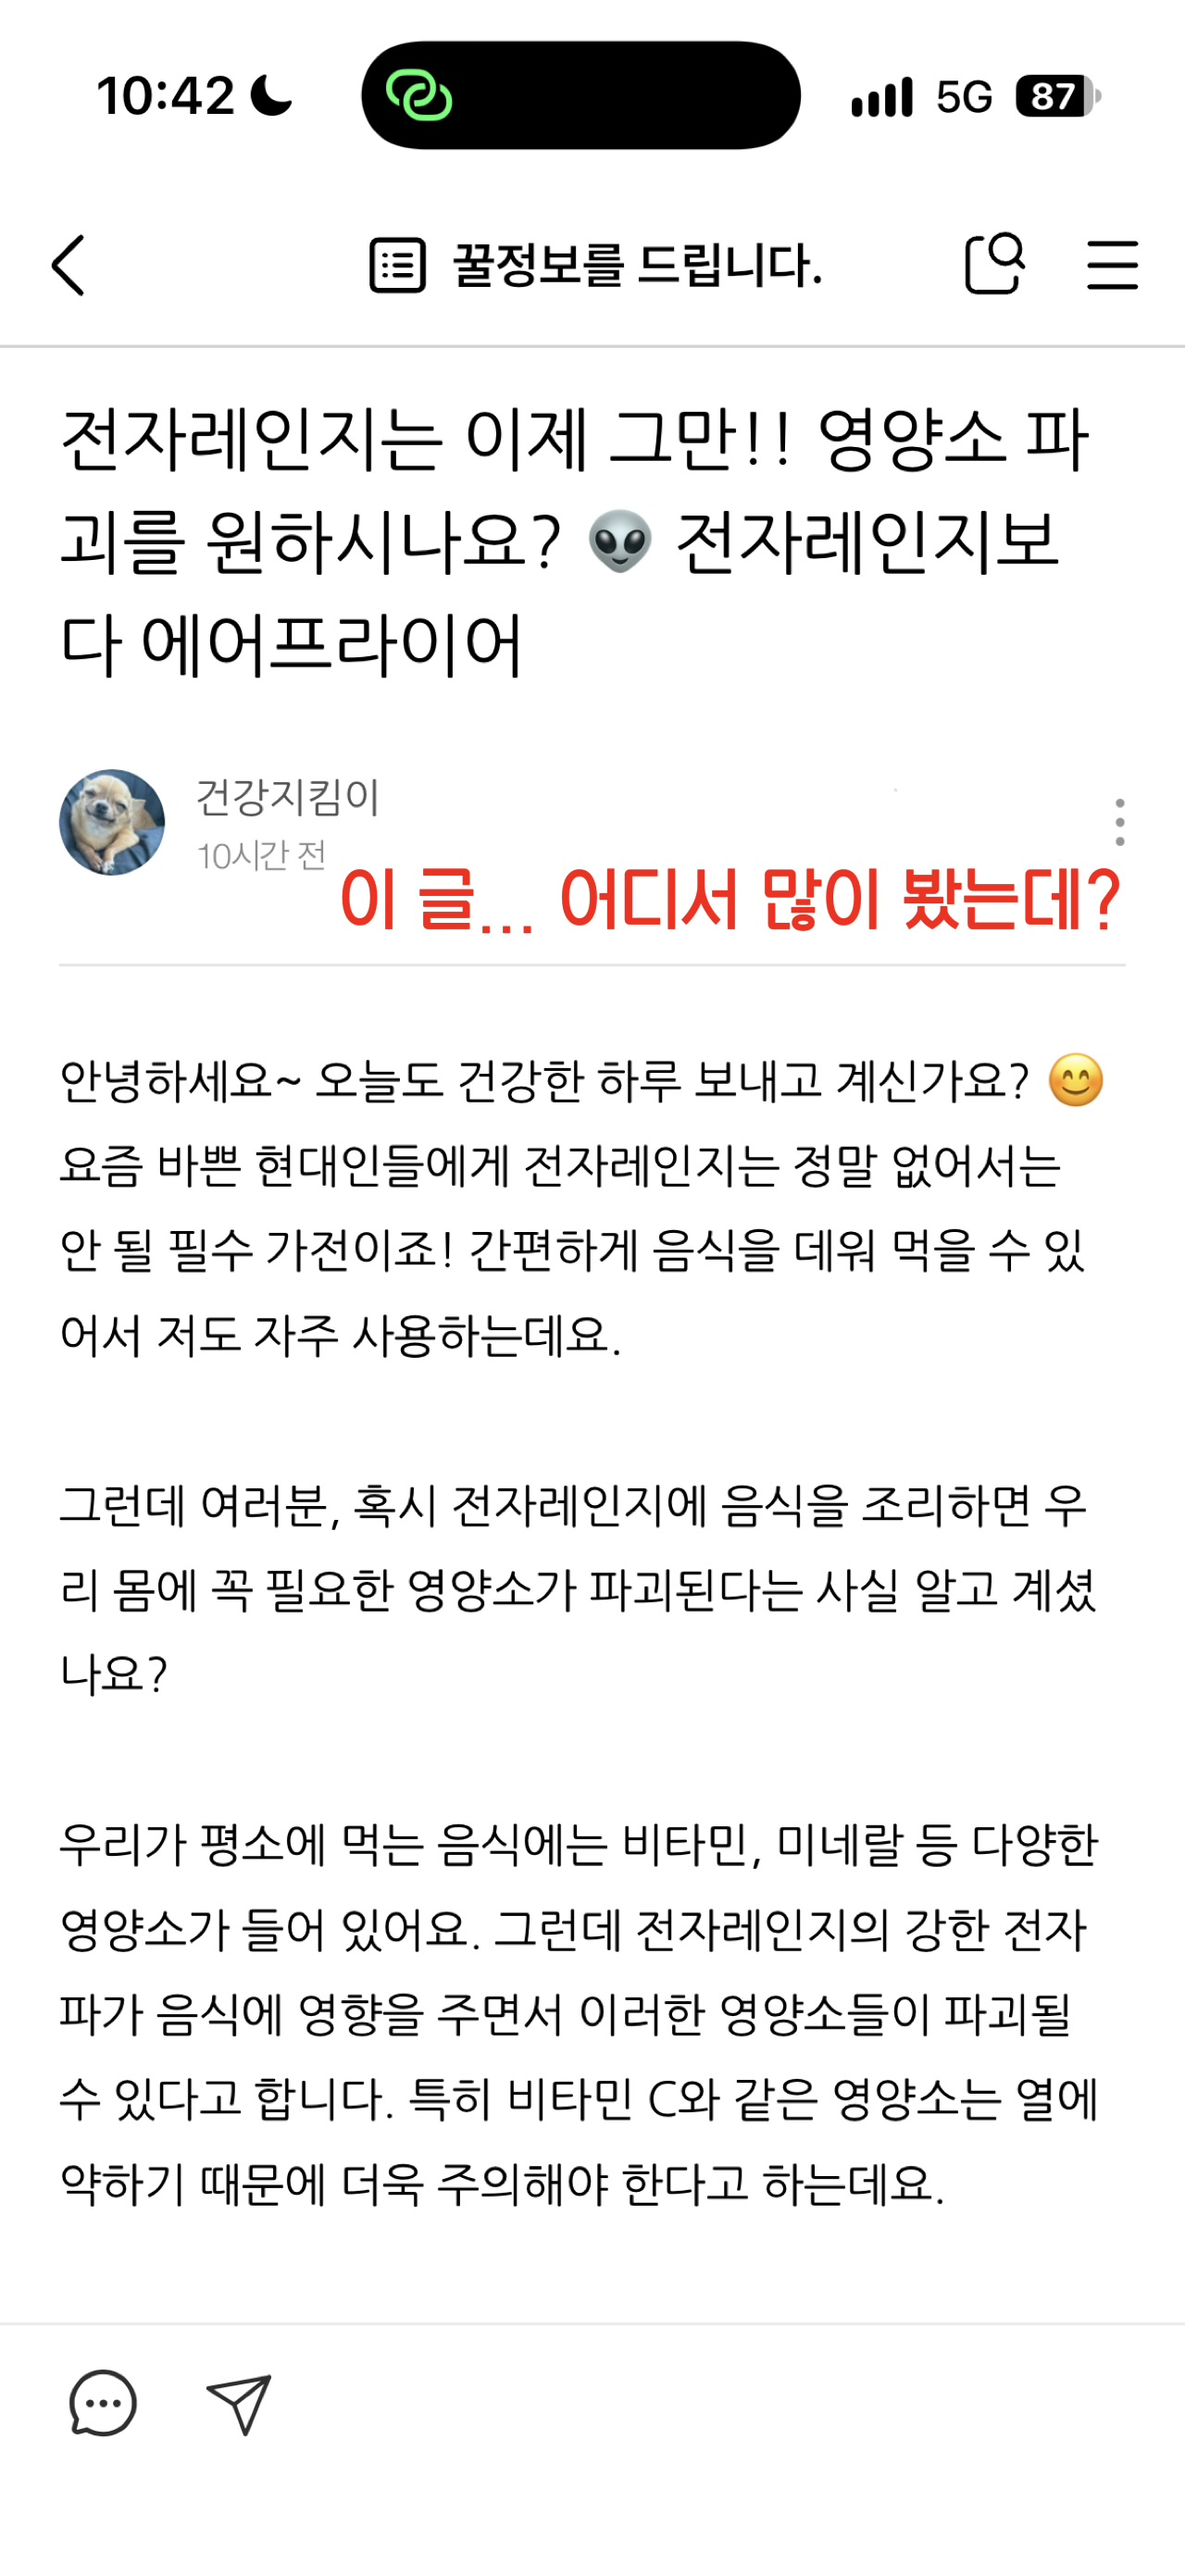 10:42
5G
87
꿀정보를 드립니다.
전자레인지는 이제 그만!! 영양소 파
괴를 원하시나요? 👽 전자레인지보
다 에어프라이어
건강지킴이
10시간 전
이 글... 어디서 많이 봤는데?
안녕하세요~ 오늘도 건강한 하루 보내고 계신가요? 😊
요즘 바쁜 현대인들에게 전자레인지는 정말 없어서는
안 될 필수 가전이죠! 간편하게 음식을 데워 먹을 수 있
어서 저도 자주 사용하는데요.
그런데 여러분, 혹시 전자레인지에 음식을 조리하면 우
리 몸에 꼭 필요한 영양소가 파괴된다는 사실 알고 계셨
나요?
우리가 평소에 먹는 음식에는 비타민, 미네랄 등 다양한
영양소가 들어 있어요. 그런데 전자레인지의 강한 전자
파가 음식에 영향을 주면서 이러한 영양소들이 파괴될
수 있다고 합니다. 특히 비타민 C와 같은 영양소는 열에
약하기 때문에 더욱 주의해야 한다고 하는데요.